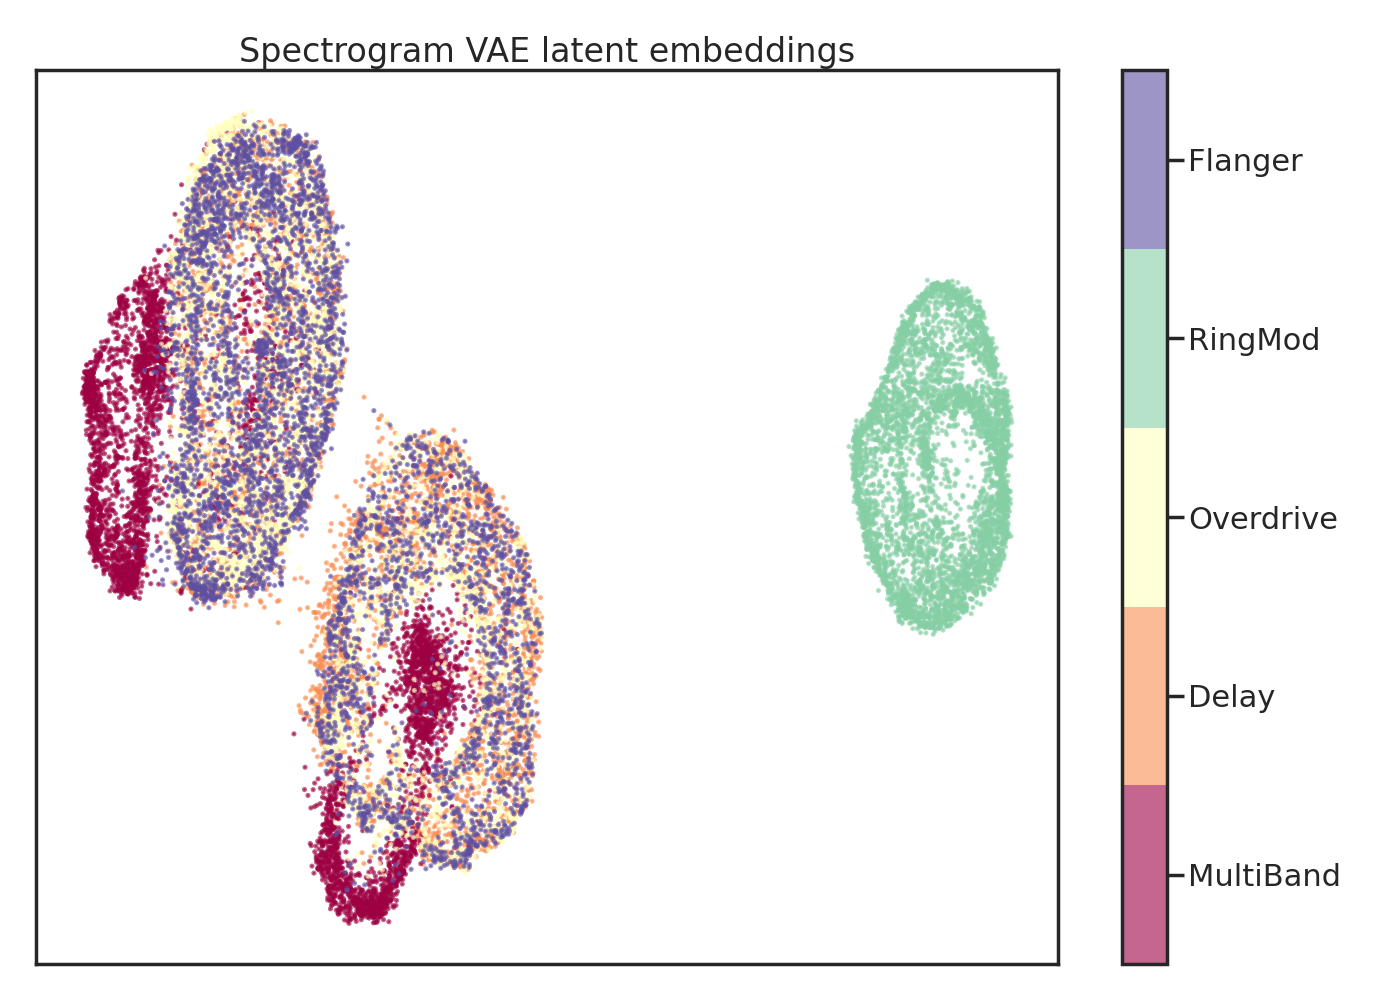 Spectrogram VAE latent embeddings
Flanger
RingMod
Overdrive
Delay
MultiBand